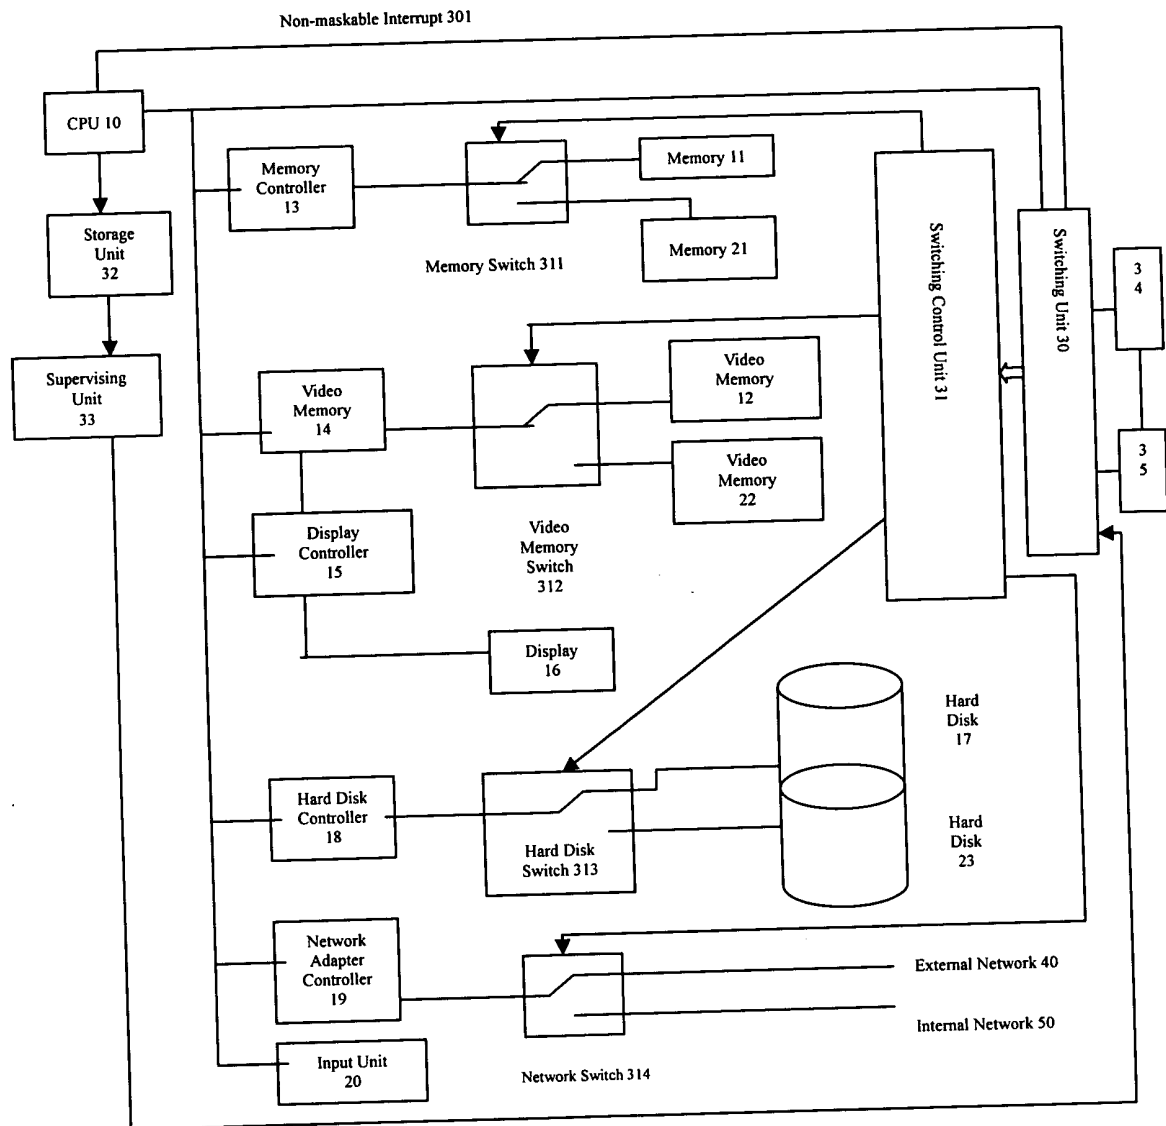 Non-maskable Interrupt 301
CPU 10
Memory
Controller
13
Memory 11
Memory 21
Memory Switch 311
Storage
Unit
32
Supervising
Unit
33
Switching Control Unit 31
Switching Unit 30
3
4
3
5
Video
Memory
14
Video
Memory
12
Video
Memory
22
Video
Memory
Switch
312
Display
Controller
15
Display
16
Hard
Disk
17
Hard Disk
Controller
18
Hard Disk
Switch 313
Hard
Disk
23
Network
Adapter
Controller
19
External Network 40
Internal Network 50
Input Unit
20
Network Switch 314